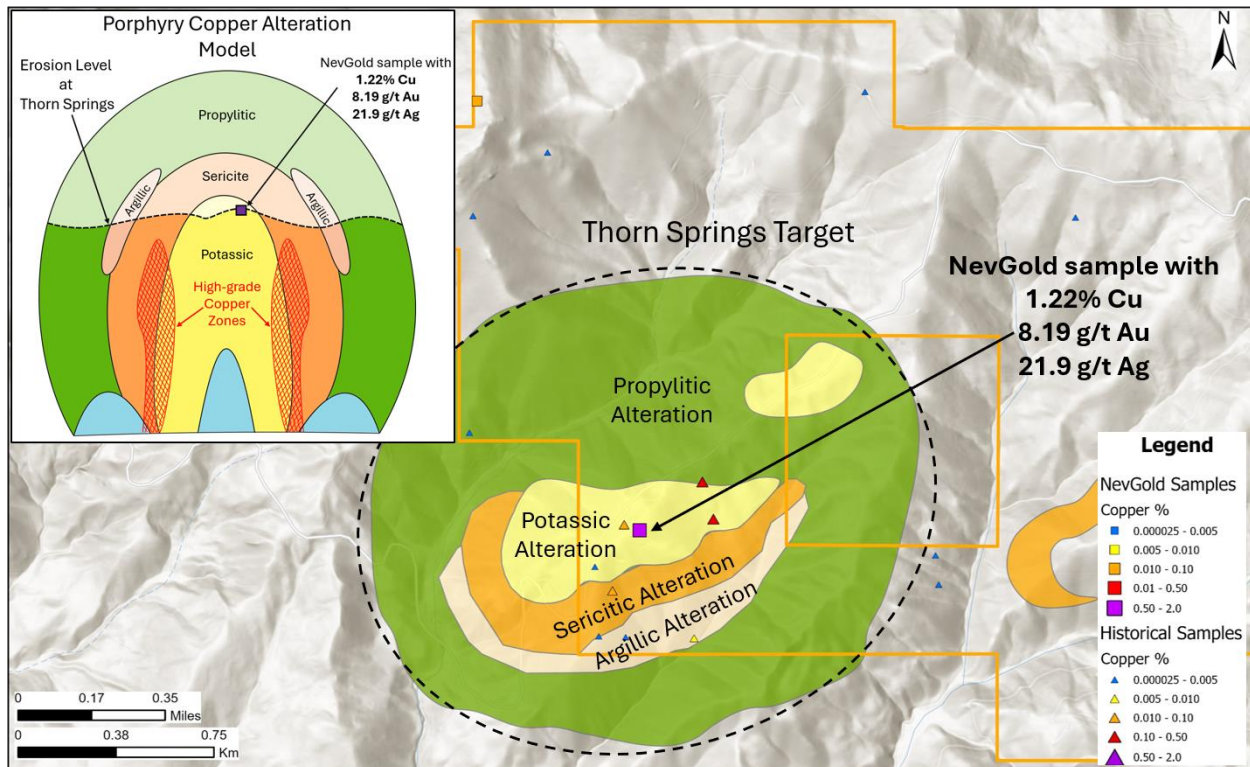 Porphyry Copper Alteration
Model
Erosion Level
at
Thorn Springs
NevGold sample with
1.22% Cu
8.19 g/t Au
21.9 g/t Ag
Propylitic
Sericite
Argillic
Argillic
Potassic
High-grade
Copper
Zones
N
Thorn Springs Target
NevGold sample with
1.22% Cu
8.19 g/t Au
21.9 g/t Ag
Propylitic
Alteration
Potassic
Alteration
Sericitic Alteration
Argillic Alteration
Legend
NevGold Samples
Copper %
0.000025 - 0.005
0.005 - 0.010
0.010 - 0.10
0.01 - 0.50
0.50 - 2.0
Historical Samples
Copper %
0.000025 - 0.005
0.005 - 0.010
0.010 - 0.10
0.10 - 0.50
0.50 - 2.0
0 0.17 0.35
Miles
0 0.38 0.75
Km